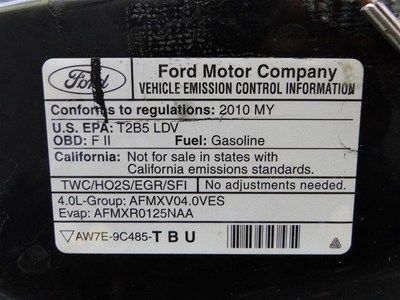 Ford
Ford Motor Company
VEHICLE EMISSION CONTROL INFORMATION
Conforms to regulations: 2010 MY
U.S. EPA: T2B5 LDV
OBD: F II Fuel: Gasoline
California: Not for sale in states with
California emissions standards.
TWC/HO2S/EGR/SFI No adjustments needed.
4.0L-Group: AFMXV04.0VES
Evap: AFMXR0125NAA
AW7E-9C485-TBU